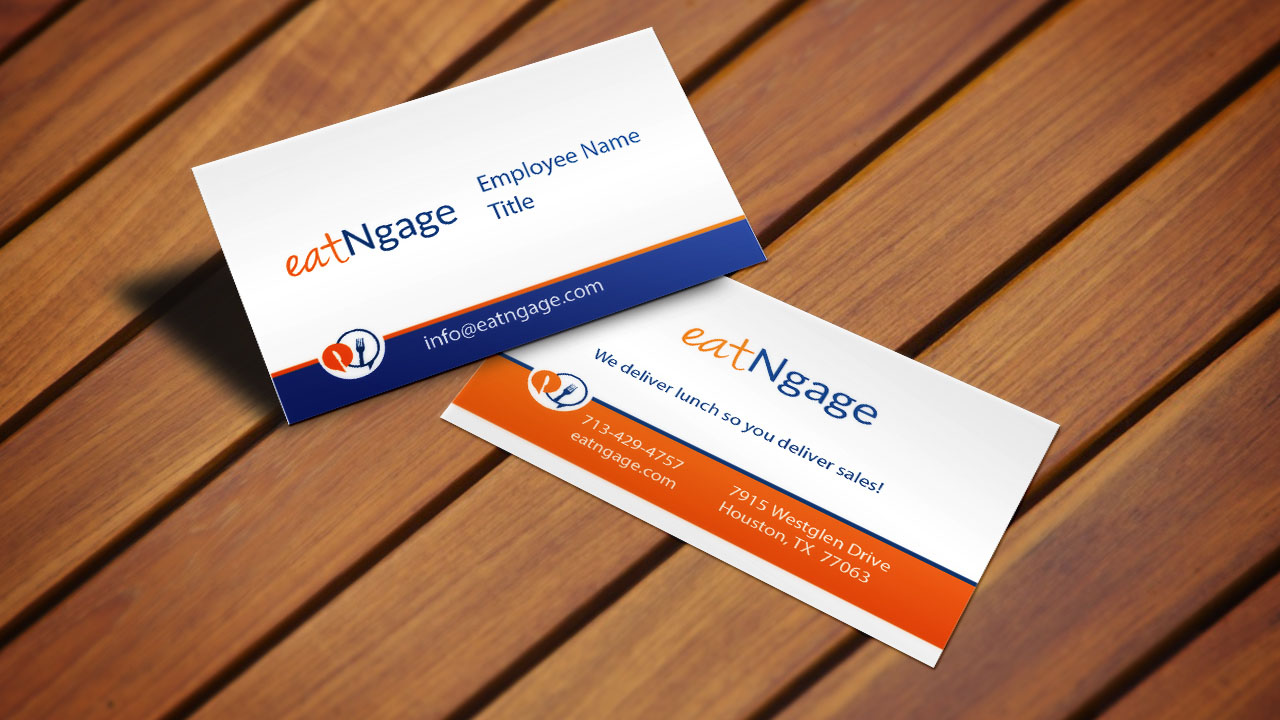 eatNgage
Employee Name
Title
info@eatngage.com
eatNgage
We deliver lunch so you deliver sales!
713-429-4757
eatngage.com
7915 Westglen Drive
Houston, TX 77063